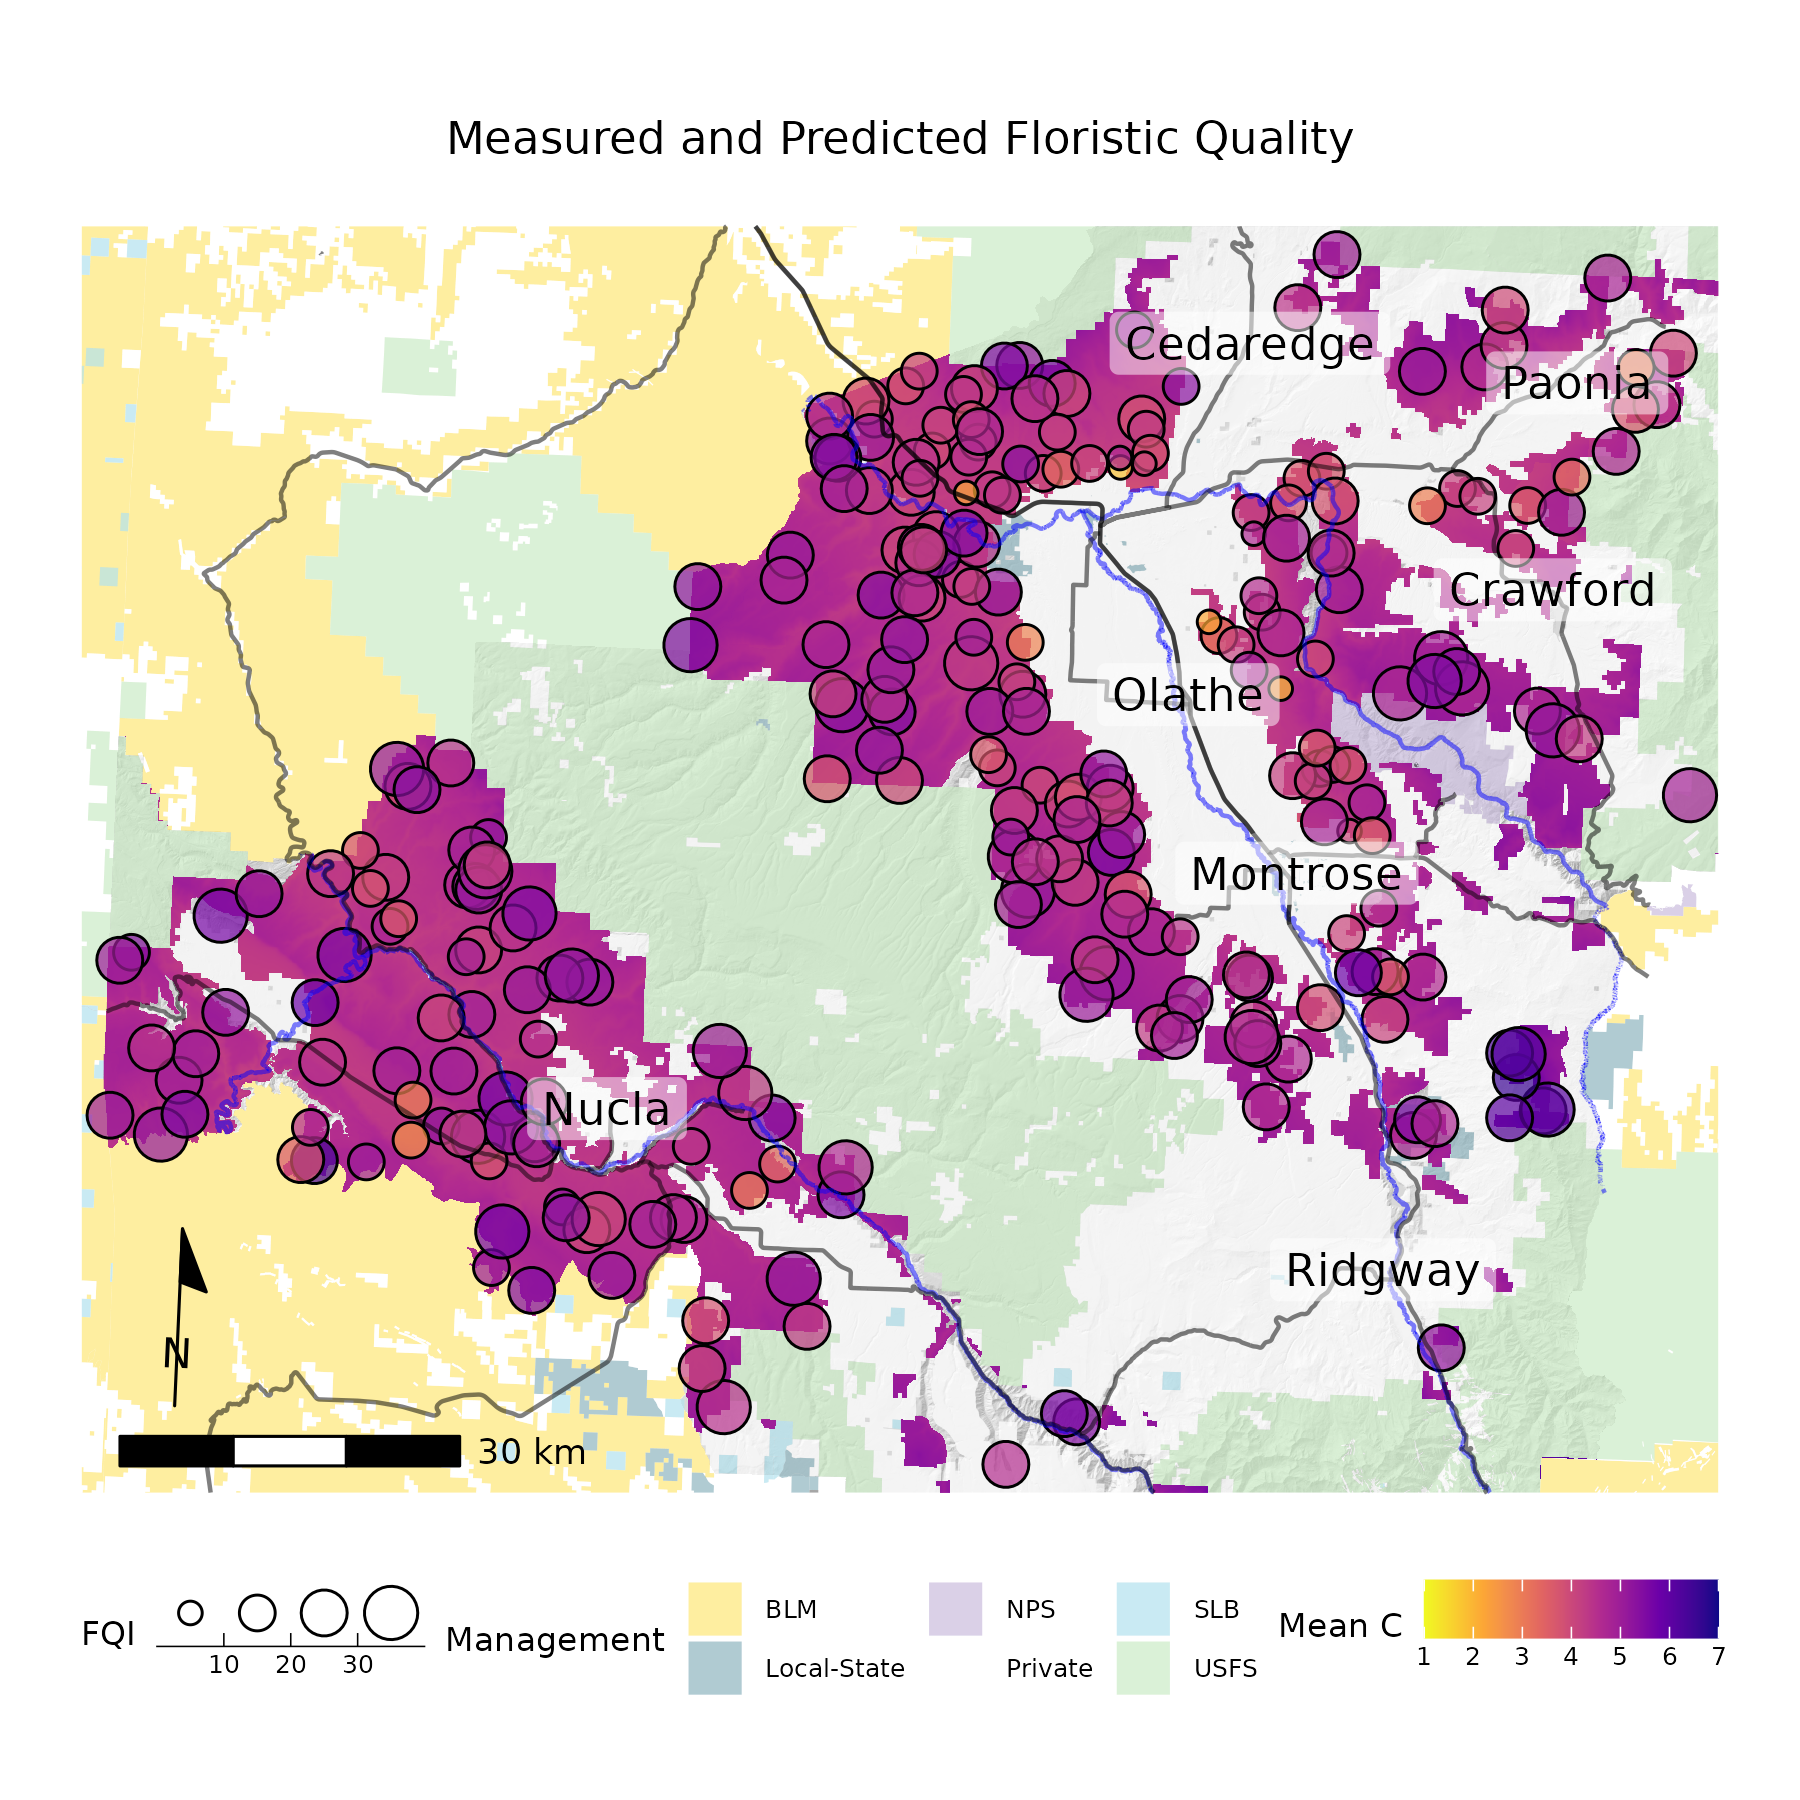 Measured and Predicted Floristic Quality
Cedaredge
Paonia
Crawford
Olathe
Montrose
Nucla
Ridgway
N
30 km
FQI
10 20 30
Management
BLM
Local-State
NPS
Private
SLB
USFS
Mean C
1 2 3 4 5 6 7